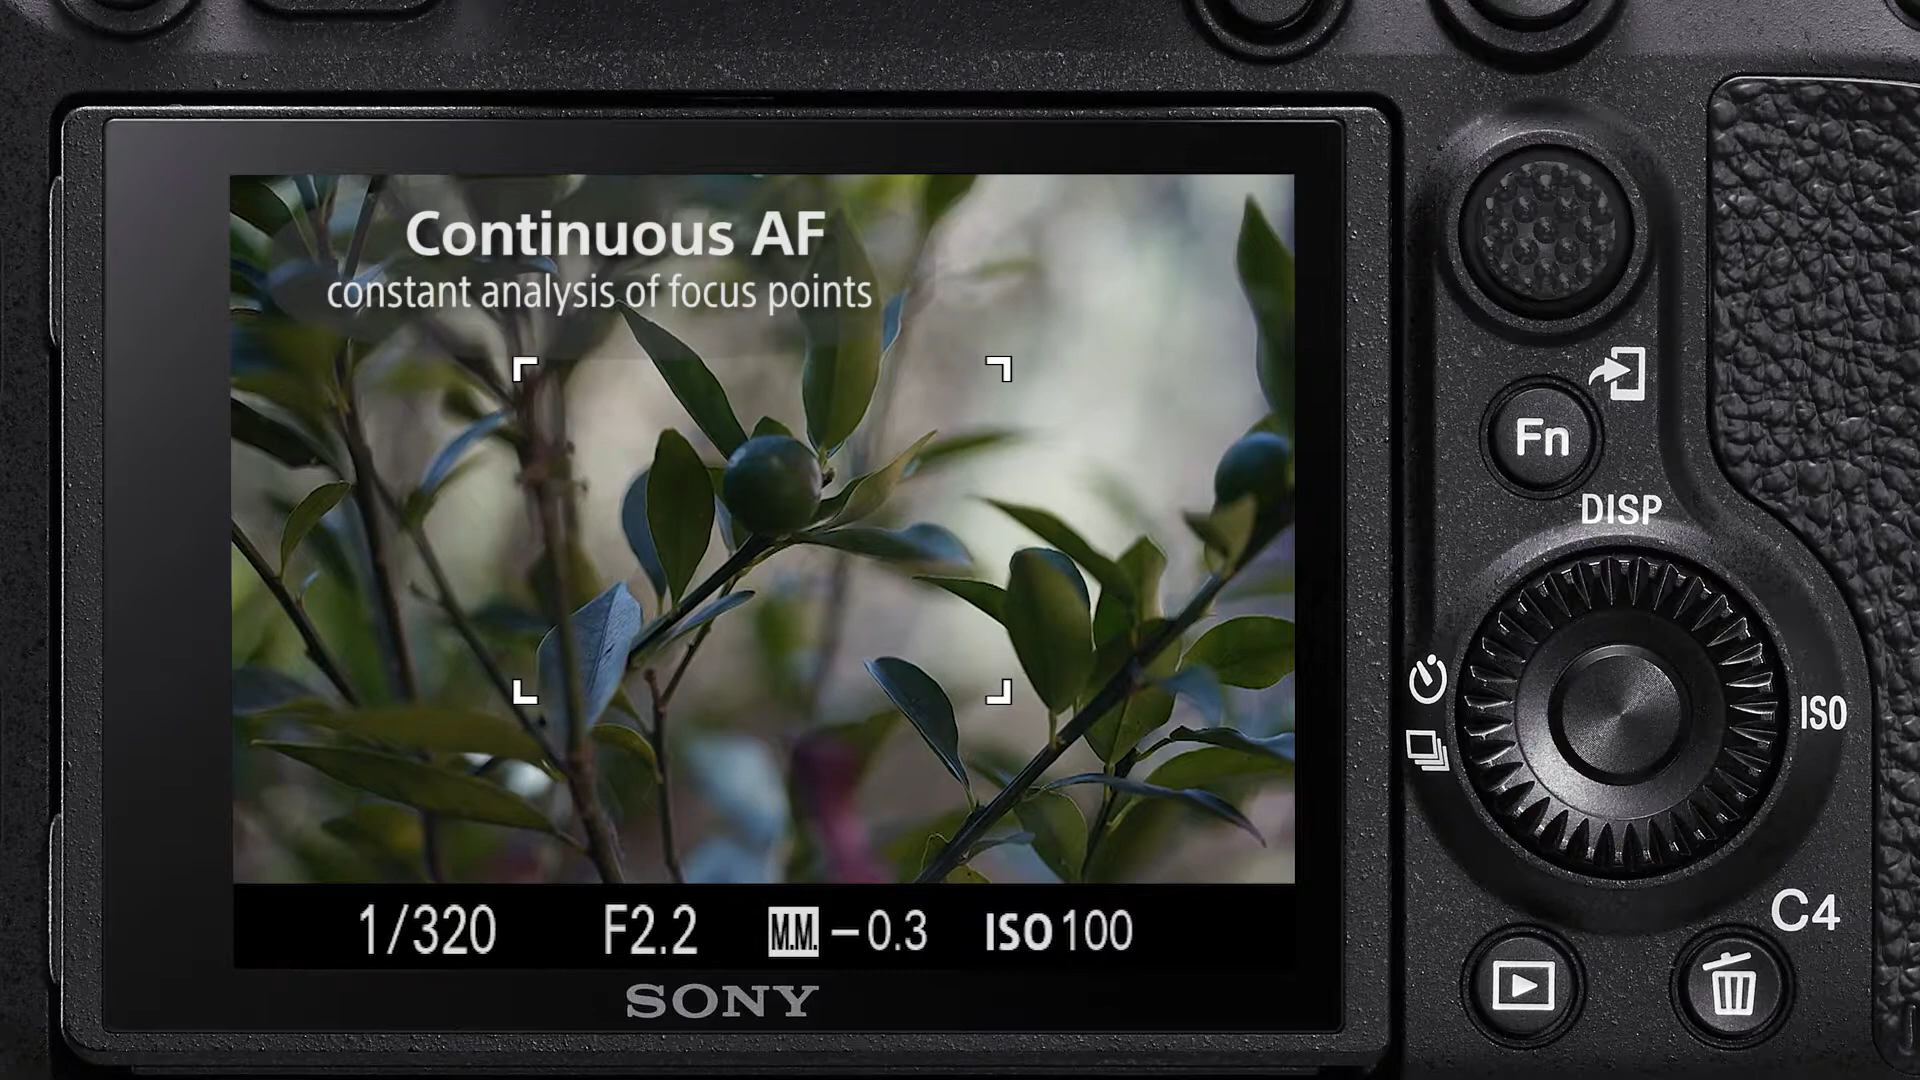 Continuous AF
constant analysis of focus points
Fn
DISP
ISO
1/320 F2.2 M.M. –0.3 ISO 100
C4
SONY